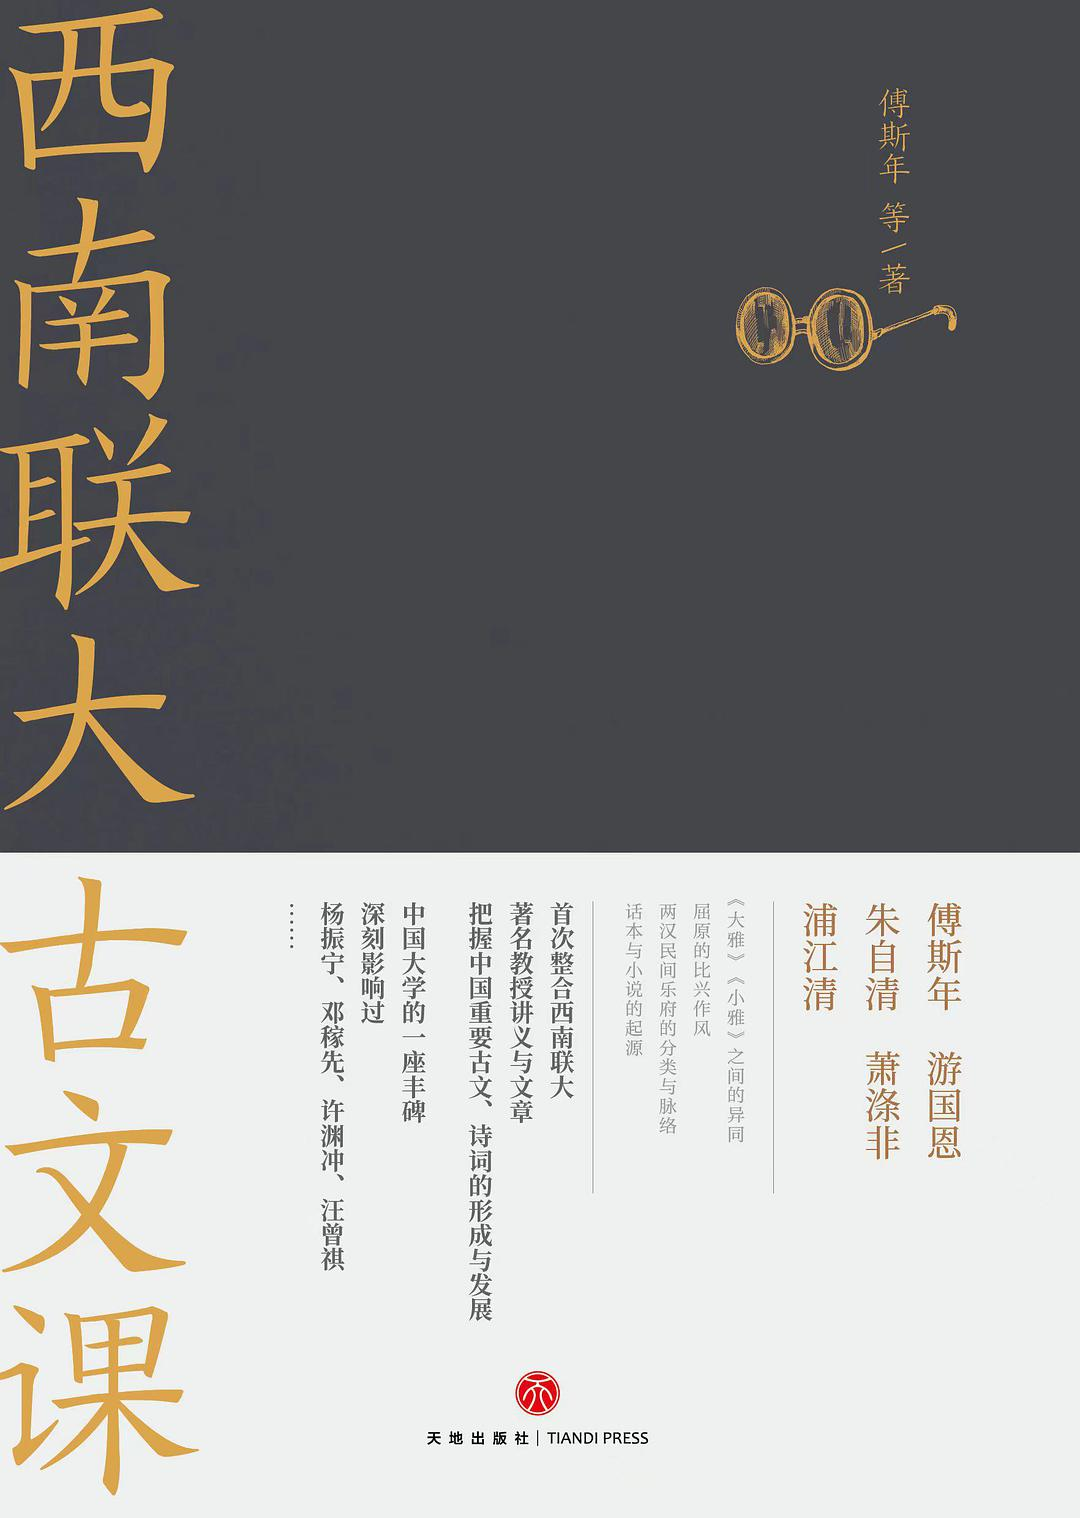 西南联大
古文课
傅斯年 等/著
傅斯年 游国恩
朱自清 萧涤非
浦江清
《大雅》《小雅》之间的异同
屈原的比兴作风
两汉民间乐府的分类与脉络
话本与小说的起源
首次整合西南联大
著名教授讲义与文章
把握中国重要古文、诗词的形成与发展
中国大学的一座丰碑
深刻影响过
杨振宁、邓稼先、许渊冲、汪曾祺
……
天地出版社 | TIANDI PRESS